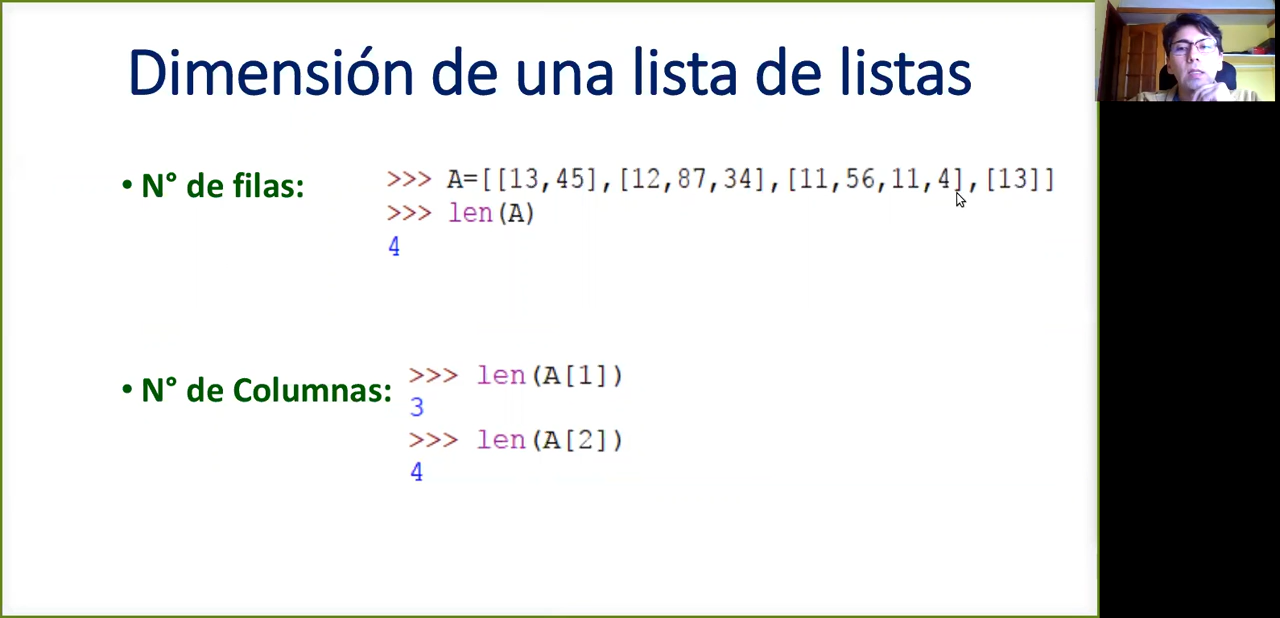 Dimensión de una lista de listas
• N° de filas:
>>> A=[[13,45],[12,87,34],[11,56,11,4],[13]]
>>> len(A)
4
• N° de Columnas:
>>> len(A[1])
3
>>> len(A[2])
4